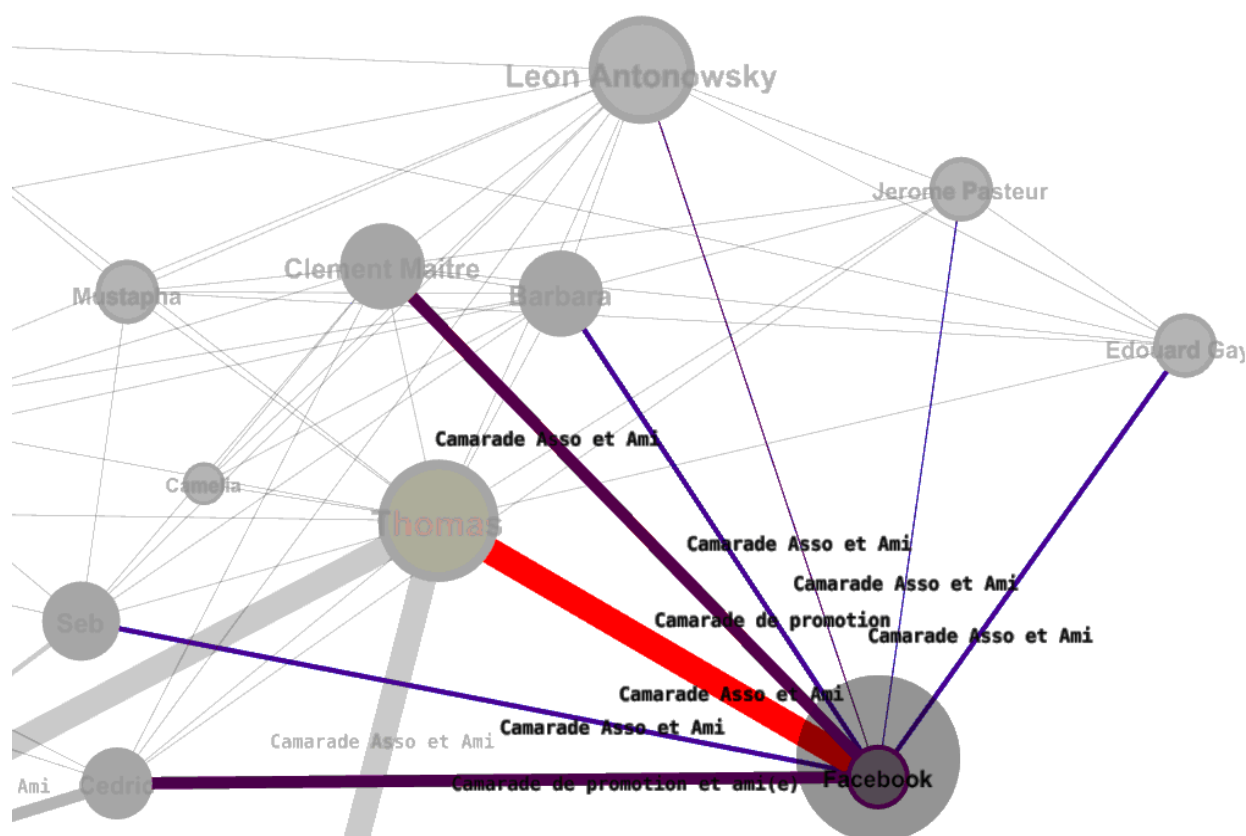 Leon Antonowsky
Jerome Pasteur
Clement Maitre
Mustapha
Barbara
Edouard Gay
Camarade Asso et Ami
Camelia
Thomas
Camarade Asso et Ami
Camarade Asso et Ami
Seb
Camarade de promotion
Camarade Asso et Ami
Camarade Asso et Ami
Camarade Asso et Ami
Camarade Asso et Ami
Ami
Cedric
Camarade de promotion et ami(e)
Facebook